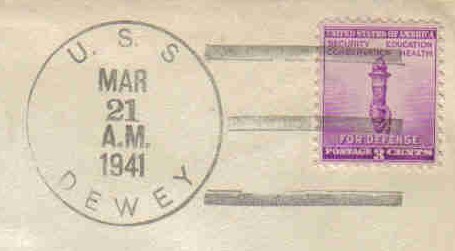 U. S. S.
MAR
21
A.M.
1941
DEWEY
UNITED STATES OF AMERICA
SECURITY EDUCATION
CONSERVATION HEALTH
FOR DEFENSE
POSTAGE 3 CENTS